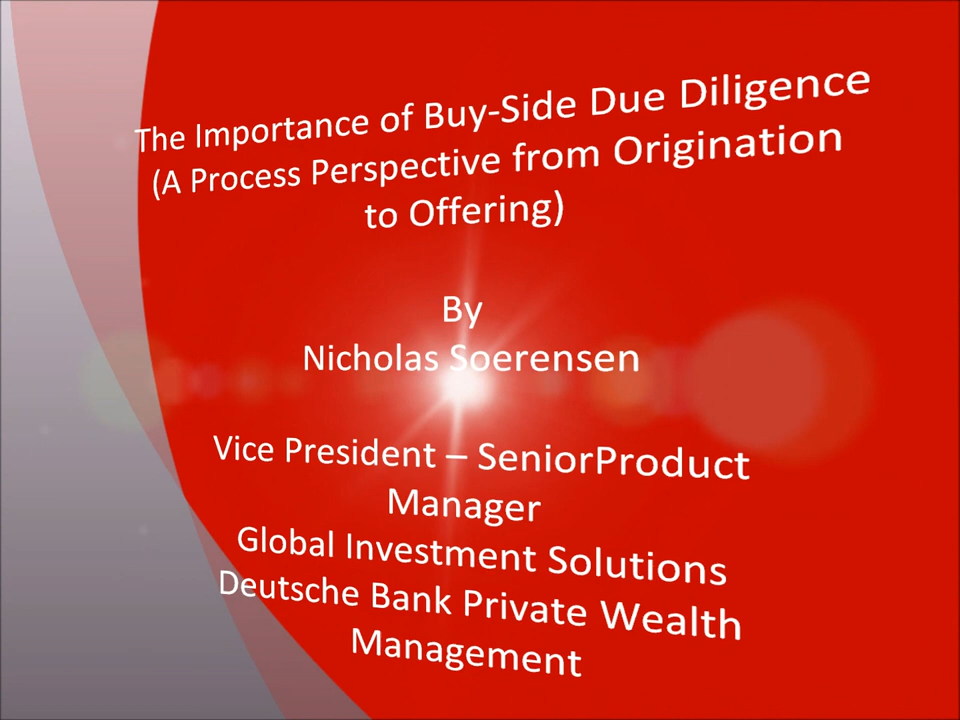 The Importance of Buy-Side Due Diligence
(A Process Perspective from Origination
to Offering)
By
Nicholas Soerensen
Vice President – SeniorProduct
Manager
Global Investment Solutions
Deutsche Bank Private Wealth
Management